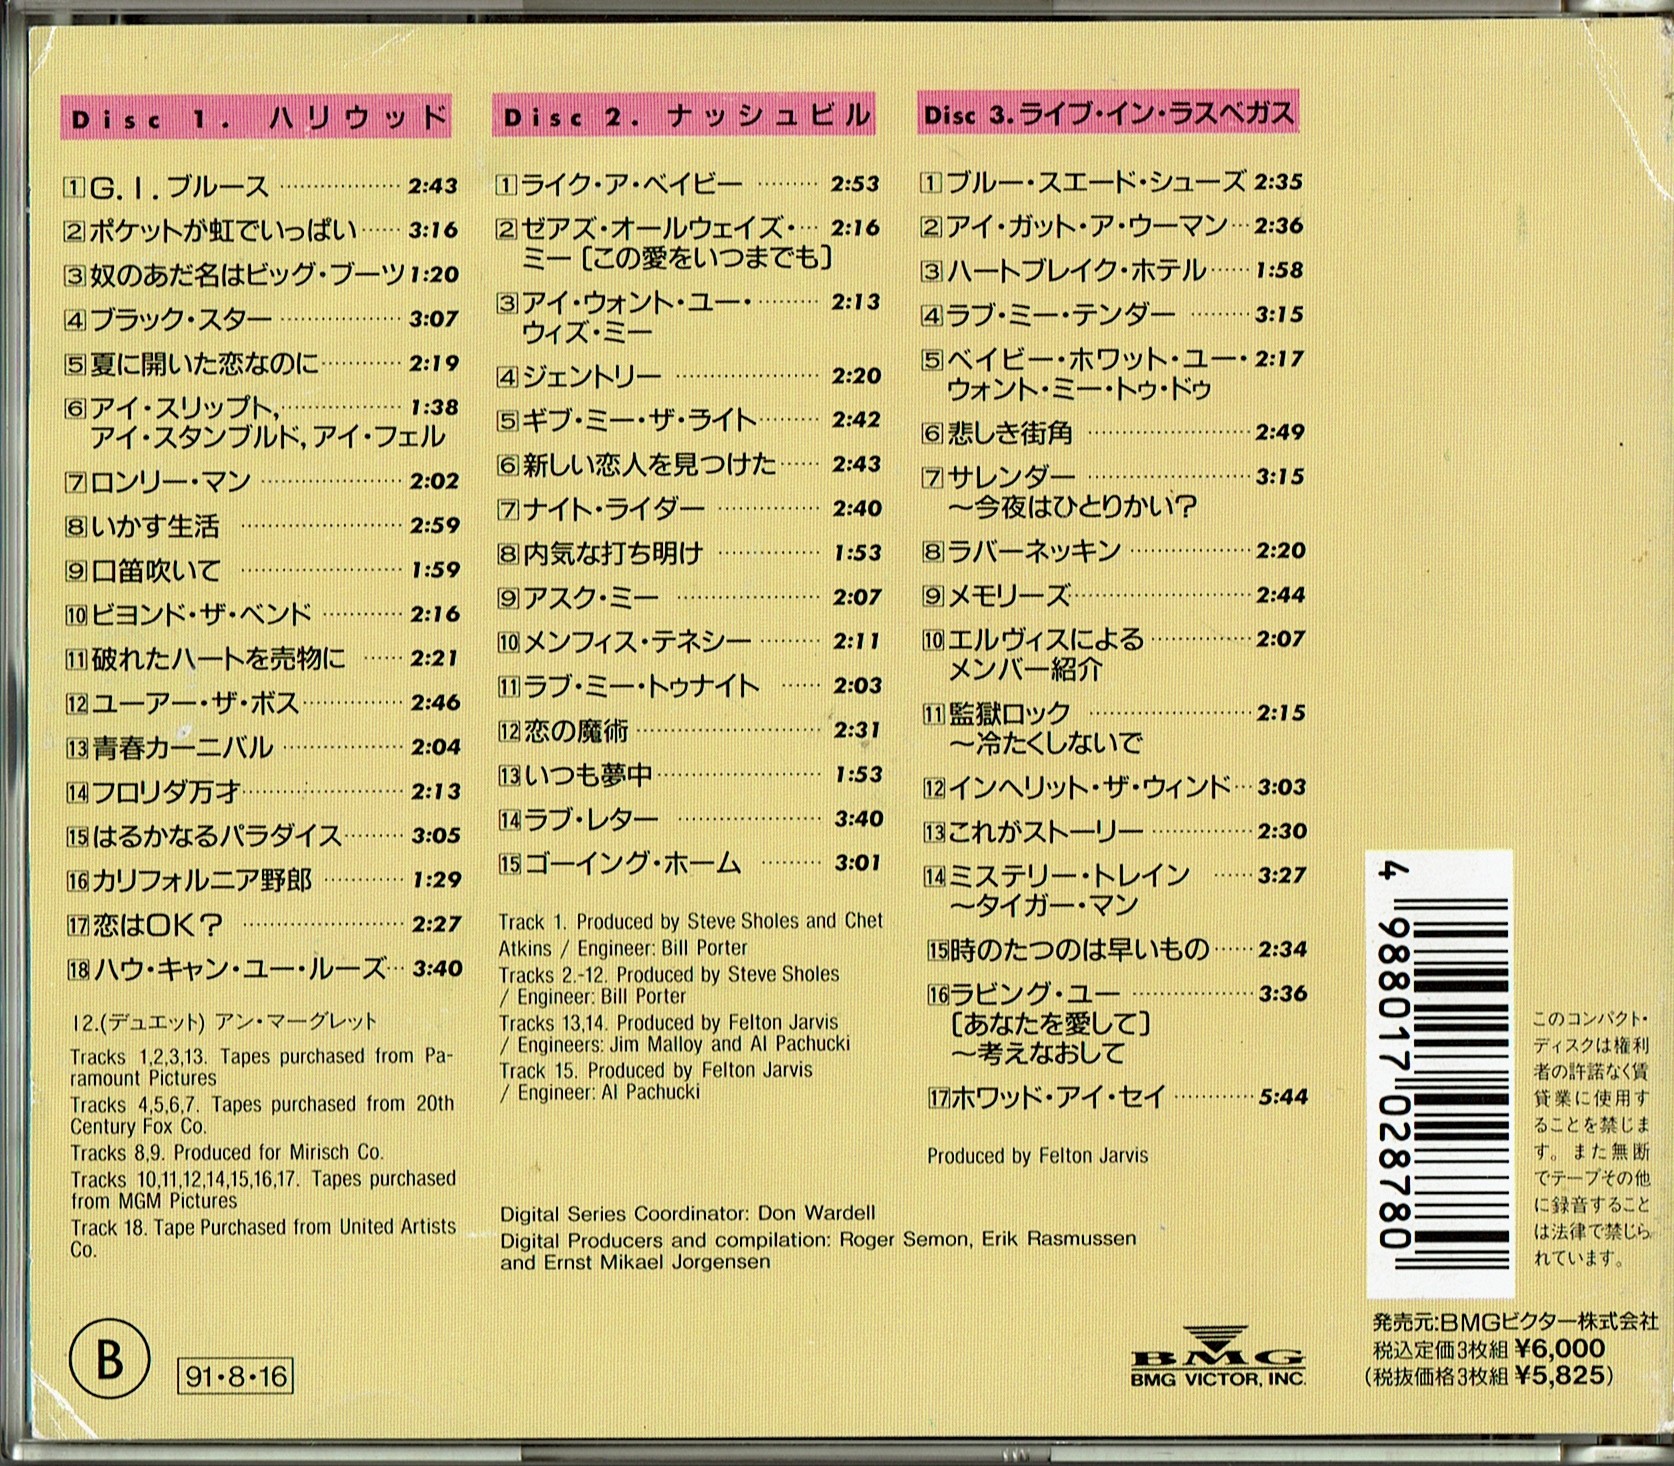 Disc 1. ハリウッド
1 G.I.ブルース 2:43
2 ポケットが虹でいっぱい 3:16
3 奴のあだ名はビッグ・ブーツ 1:20
4 ブラック・スター 3:07
5 夏に開いた恋なのに 2:19
6 アイ・スリップト, 1:38
アイ・スタンブルド, アイ・フェル
7 ロンリー・マン 2:02
8 いかす生活 2:59
9 口笛吹いて 1:59
10 ビヨンド・ザ・ベンド 2:16
11 破れたハートを売物に 2:21
12 ユーアー・ザ・ボス 2:46
13 青春カーニバル 2:04
14 フロリダ万才 2:13
15 はるかなるパラダイス 3:05
16 カリフォルニア野郎 1:29
17 恋はOK? 2:27
18 ハウ・キャン・ユー・ルーズ 3:40
12.(デュエット) アン・マーグレット
Tracks 1,2,3,13. Tapes purchased from Pa-
ramount Pictures
Tracks 4,5,6,7. Tapes purchased from 20th
Century Fox Co.
Tracks 8,9. Produced for Mirisch Co.
Tracks 10,11,12,14,15,16,17. Tapes purchased
from MGM Pictures
Track 18. Tape Purchased from United Artists
Co.
Disc 2. ナッシュビル
1 ライク・ア・ベイビー 2:53
2 ゼアズ・オールウェイズ・ 2:16
ミー〔この愛をいつまでも〕
3 アイ・ウォント・ユー・ 2:13
ウィズ・ミー
4 ジェントリー 2:20
5 ギブ・ミー・ザ・ライト 2:42
6 新しい恋人を見つけた 2:43
7 ナイト・ライダー 2:40
8 内気な打ち明け 1:53
9 アスク・ミー 2:07
10 メンフィス・テネシー 2:11
11 ラブ・ミー・トゥナイト 2:03
12 恋の魔術 2:31
13 いつも夢中 1:53
14 ラブ・レター 3:40
15 ゴーイング・ホーム 3:01
Track 1. Produced by Steve Sholes and Chet
Atkins / Engineer: Bill Porter
Tracks 2.-12. Produced by Steve Sholes
/ Engineer: Bill Porter
Tracks 13,14. Produced by Felton Jarvis
/ Engineers: Jim Malloy and Al Pachucki
Track 15. Produced by Felton Jarvis
/ Engineer: Al Pachucki
Disc 3. ライブ・イン・ラスベガス
1 ブルー・スエード・シューズ 2:35
2 アイ・ガット・ア・ウーマン 2:36
3 ハートブレイク・ホテル 1:58
4 ラブ・ミー・テンダー 3:15
5 ベイビー・ホワット・ユー・ 2:17
ウォント・ミー・トゥ・ドゥ
6 悲しき街角 2:49
7 サレンダー 3:15
〜今夜はひとりかい?
8 ラバーネッキン 2:20
9 メモリーズ 2:44
10 エルヴィスによる 2:07
メンバー紹介
11 監獄ロック 2:15
〜冷たくしないで
12 インヘリット・ザ・ウィンド 3:03
13 これがストーリー 2:30
14 ミステリー・トレイン 3:27
〜タイガー・マン
15 時のたつのは早いもの 2:34
16 ラビング・ユー 3:36
〔あなたを愛して〕
〜考えなおして
17 ホワッド・アイ・セイ 5:44
Produced by Felton Jarvis
Digital Series Coordinator: Don Wardell
Digital Producers and compilation: Roger Semon, Erik Rasmussen
and Ernst Mikael Jorgensen
4 988017 028780
このコンパクト・
ディスクは権利
者の許諾なく賃
貸業に使用す
ることを禁じま
す。また無断
でテープその他
に録音すること
は法律で禁じら
れています。
B
91・8・16
BMG
BMG VICTOR, INC.
発売元:BMGビクター株式会社
税込定価3枚組 ¥6,000
(税抜価格3枚組 ¥5,825)